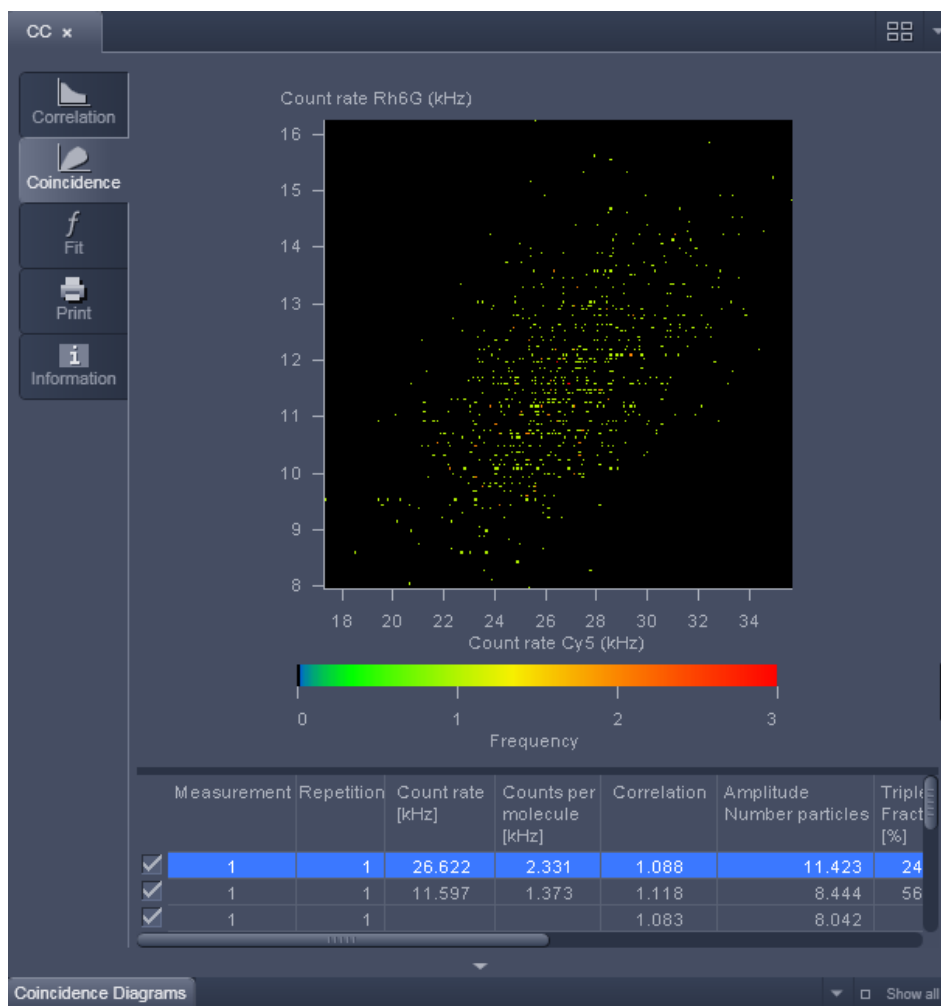 CC ×
Correlation
Coincidence
f
Fit
Print
i
Information
Count rate Rh6G (kHz)
16
15
14
13
12
11
10
9
8
18 20 22 24 26 28 30 32 34
Count rate Cy5 (kHz)
0 1 2 3
Frequency
Measurement Repetition Count rate Counts per Correlation Amplitude
[kHz] molecule Number particles Fract
[kHz] [%]
1 1 26.622 2.331 1.088 11.423 24
1 1 11.597 1.373 1.118 8.444 56
1 1 1.083 8.042
Coincidence Diagrams Show all